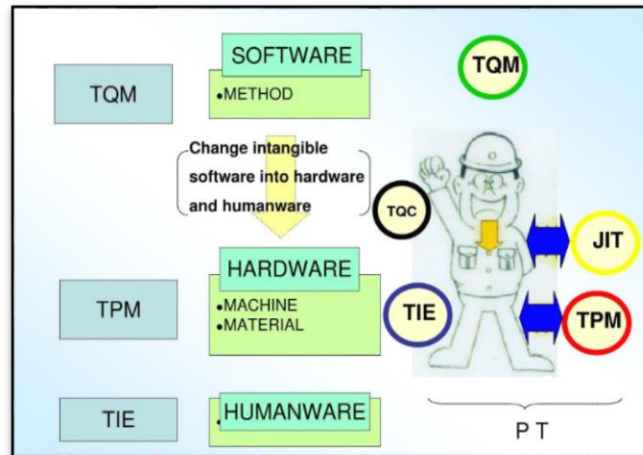 SOFTWARE
TQM
•METHOD
Change intangible
software into hardware
and humanware
HARDWARE
TPM
•MACHINE
•MATERIAL
HUMANWARE
TIE
TQM
TQC
JIT
TIE
TPM
P T